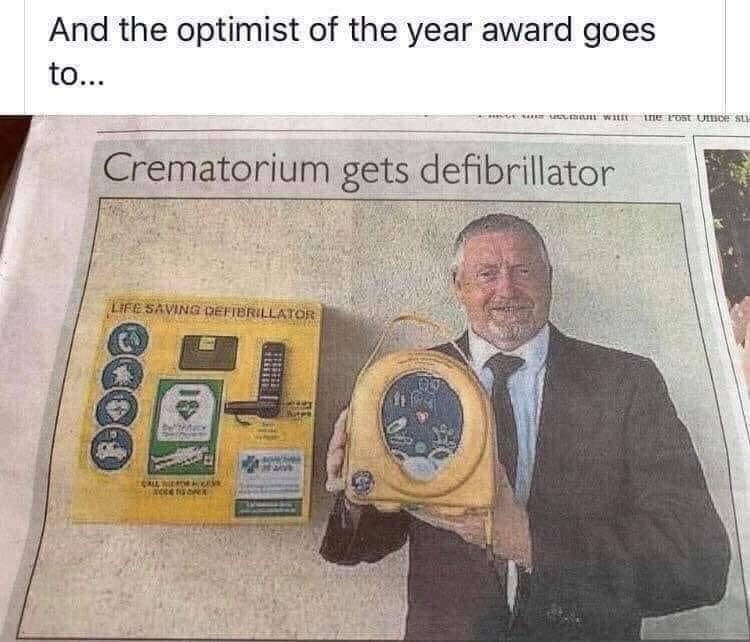 And the optimist of the year award goes
to...
the Post Office
Crematorium gets defibrillator
LIFE SAVING DEFIBRILLATOR